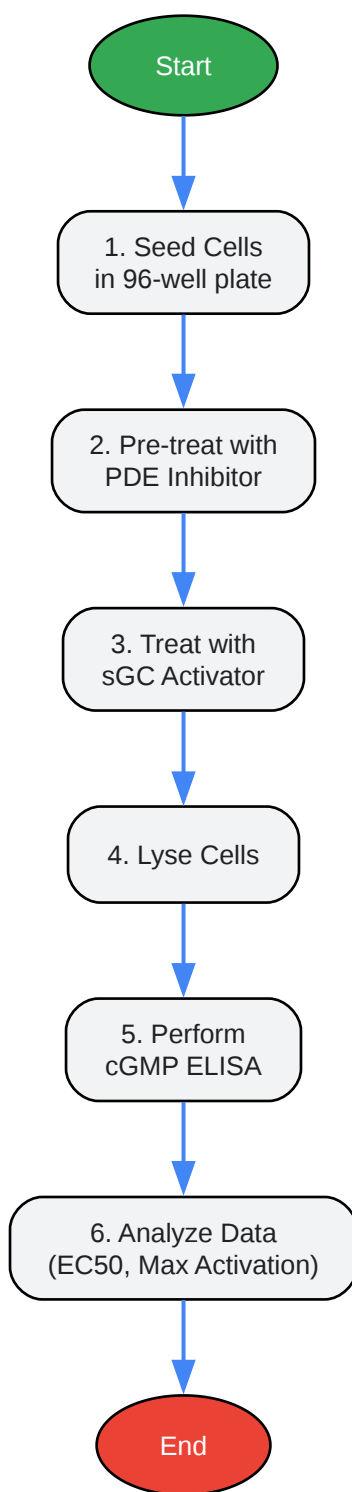 Start
1. Seed Cells
in 96-well plate
2. Pre-treat with
PDE Inhibitor
3. Treat with
sGC Activator
4. Lyse Cells
5. Perform
cGMP ELISA
6. Analyze Data
(EC50, Max Activation)
End